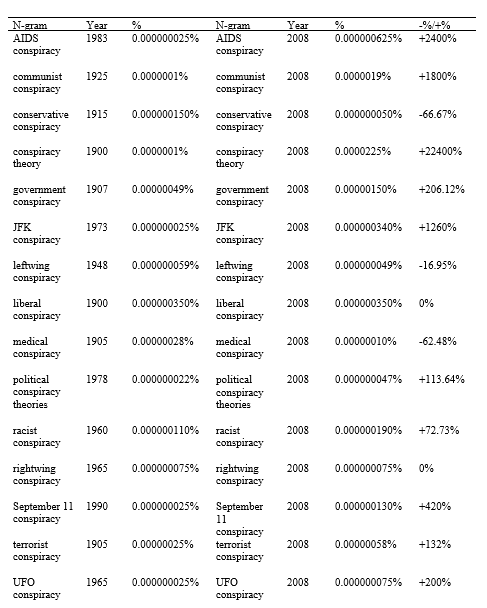 N-gram Year % N-gram Year % -%/+%
AIDS 1983 0.000000025% AIDS 2008 0.000000625% +2400%
conspiracy conspiracy
communist 1925 0.0000001% communist 2008 0.0000019% +1800%
conspiracy conspiracy
conservative 1915 0.000000150% conservative 2008 0.000000050% -66.67%
conspiracy conspiracy
conspiracy 1900 0.0000001% conspiracy 2008 0.0000225% +22400%
theory theory
government 1907 0.00000049% government 2008 0.00000150% +206.12%
conspiracy conspiracy
JFK 1973 0.000000025% JFK 2008 0.000000340% +1260%
conspiracy conspiracy
leftwing 1948 0.000000059% leftwing 2008 0.000000049% -16.95%
conspiracy conspiracy
liberal 1900 0.000000350% liberal 2008 0.000000350% 0%
conspiracy conspiracy
medical 1905 0.00000028% medical 2008 0.00000010% -62.48%
conspiracy conspiracy
political 1978 0.000000022% political 2008 0.000000047% +113.64%
conspiracy conspiracy
theories theories
racist 1960 0.000000110% racist 2008 0.000000190% +72.73%
conspiracy conspiracy
rightwing 1965 0.000000075% rightwing 2008 0.000000075% 0%
conspiracy conspiracy
September 11 1990 0.00000025% September 2008 0.000000130% +420%
conspiracy 11
conspiracy
terrorist 1905 0.00000025% terrorist 2008 0.00000058% +132%
conspiracy conspiracy
UFO 1965 0.000000025% UFO 2008 0.000000075% +200%
conspiracy conspiracy